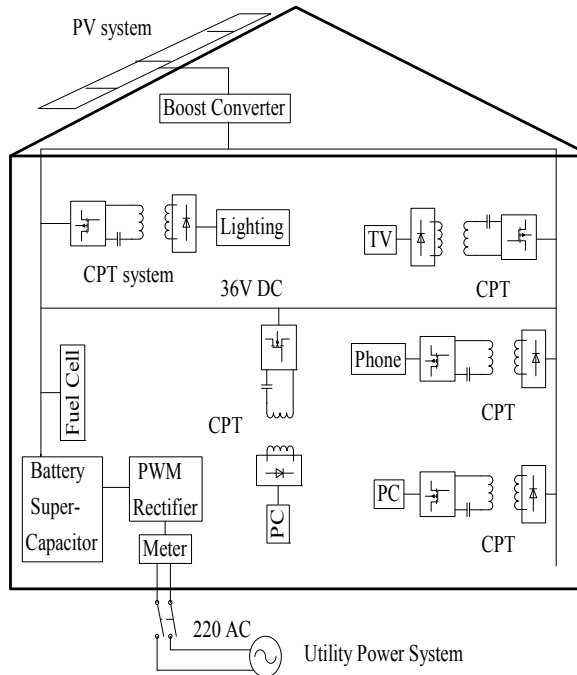 PV system
Boost Converter
Lighting
TV
CPT system
CPT
36V DC
Phone
Fuel Cell
CPT
CPT
Battery
Super-
Capacitor
PWM
Rectifier
PC
PC
CPT
Meter
220 AC
Utility Power System